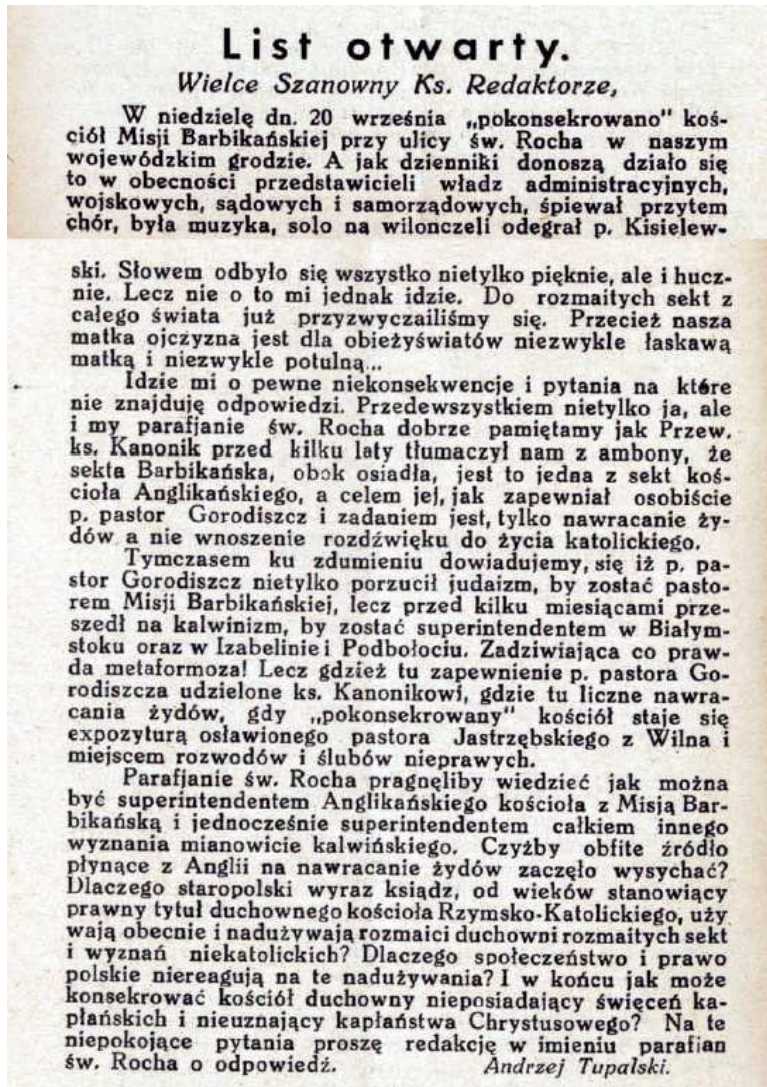 List otwarty.
Wielce Szanowny Ks. Redaktorze,
W niedzielę dn. 20 września „pokonsekrowano" koś-
ciół Misji Barbikańskiej przy ulicy św. Rocha w naszym
wojewódzkim grodzie. A jak dzienniki donoszą działo się
to w obecności przedstawicieli władz administracyjnych,
wojskowych, sądowych i samorządowych, śpiewał przytem
chór, była muzyka, solo na wilonczeli odegrał p. Kisielew-
ski. Słowem odbyło się wszystko nietylko pięknie, ale i hucz-
nie. Lecz nie o to mi jednak idzie. Do rozmaitych sekt z
całego świata już przyzwyczailiśmy się. Przecież nasza
matka ojczyzna jest dla obieżyświatów niezwykle łaskawą
matką i niezwykle potulną...
Idzie mi o pewne niekonsekwencje i pytania na które
nie znajduję odpowiedzi. Przedewszystkiem nietylko ja, ale
i my parafjanie św. Rocha dobrze pamiętamy jak Przew.
ks. Kanonik przed kilku laty tłumaczył nam z ambony, że
sekta Barbikańska, obok osiadła, jest to jedna z sekt koś-
cioła Anglikańskiego, a celem jej, jak zapewniał osobiście
p. pastor Gorodiszcz i zadaniem jest, tylko nawracanie ży-
dów a nie wnoszenie rozdźwięku do życia katolickiego.
Tymczasem ku zdumieniu dowiadujemy, się iż p. pa-
stor Gorodiszcz nietylko porzucił judaizm, by zostać pasto-
rem Misji Barbikańskiej, lecz przed kilku miesiącami prze-
szedł na kalwinizm, by zostać superintendentem w Białym-
stoku oraz w Izabelinie i Podbołociu. Zadziwiająca co praw-
da metaformoza! Lecz gdzież tu zapewnienie p. pastora Go-
rodiszcza udzielone ks. Kanonikowi, gdzie tu liczne nawra-
cania żydów, gdy „pokonsekrowany" kościół staje się
expozyturą osławionego pastora Jastrzębskiego z Wilna i
miejscem rozwodów i ślubów nieprawych.
Parafjanie św. Rocha pragnęliby wiedzieć jak można
być superintendentem Anglikańskiego kościoła z Misją Bar-
bikańską i jednocześnie superintendentem całkiem innego
wyznania mianowicie kalwińskiego. Czyżby obfite źródło
płynące z Anglii na nawracanie żydów zaczęło wysychać?
Dlaczego staropolski wyraz ksiądz, od wieków stanowiący
prawny tytuł duchownego kościoła Rzymsko-Katolickiego, uży
wają obecnie i nadużywają rozmaici duchowni rozmaitych sekt
i wyznań niekatolickich? Dlaczego społeczeństwo i prawo
polskie niereagują na te nadużywania? I w końcu jak może
konsekrować kościół duchowny nieposiadający święceń ka-
płańskich i nieuznający kapłaństwa Chrystusowego? Na te
niepokojące pytania proszę redakcję w imieniu parafian
św. Rocha o odpowiedź. Andrzej Tupalski.